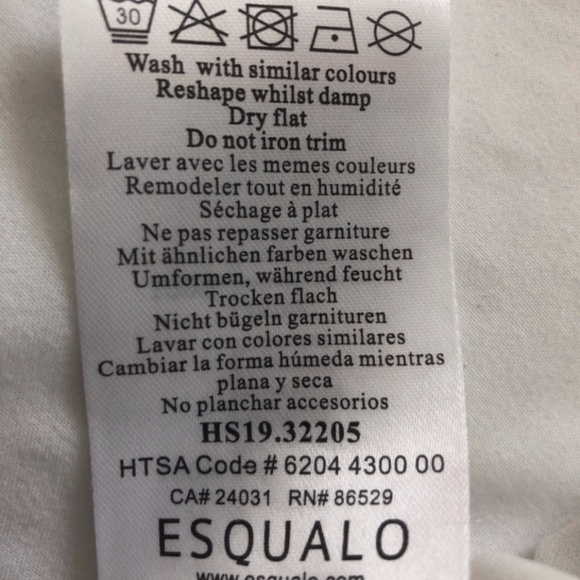 30
Wash with similar colours
Reshape whilst damp
Dry flat
Do not iron trim
Laver avec les memes couleurs
Remodeler tout en humidité
Séchage à plat
Ne pas repasser garniture
Mit ähnlichen farben waschen
Umformen, während feucht
Trocken flach
Nicht bügeln garnituren
Lavar con colores similares
Cambiar la forma húmeda mientras
plana y seca
No planchar accesorios
HS19.32205
HTSA Code # 6204 4300 00
CA# 24031 RN# 86529
ESQUALO
www.esqualo.com